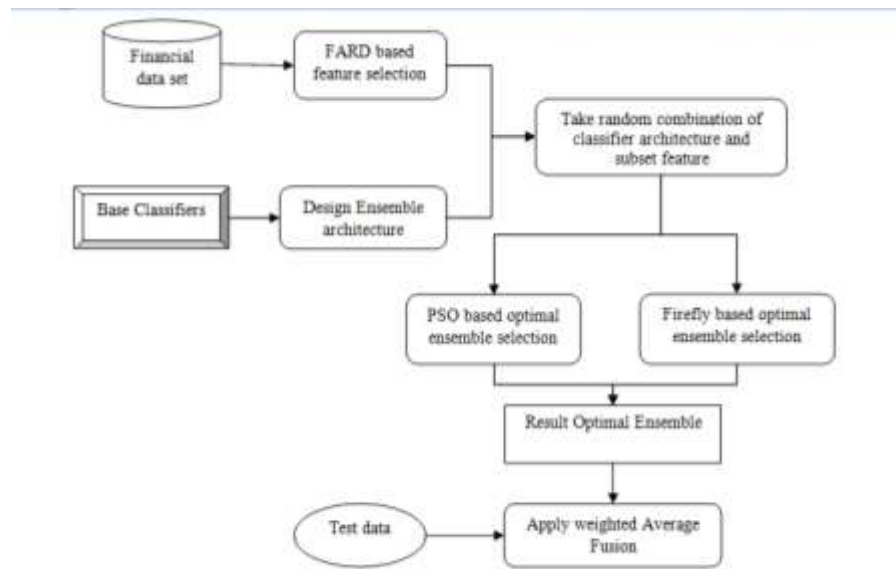 Financial
data set
FARD based
feature selection
Take random combination of
classifier architecture and
subset feature
Base Classifiers
Design Ensemble
architecture
PSO based optimal
ensemble selection
Firefly based optimal
ensemble selection
Result Optimal Ensemble
Test data
Apply weighted Average
Fusion